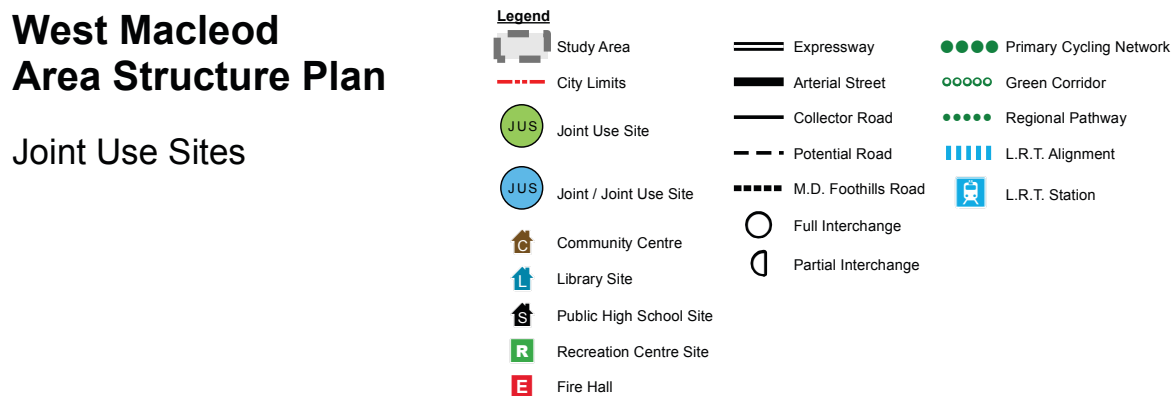 West Macleod
Area Structure Plan
Joint Use Sites
Legend
Study Area
City Limits
JUS Joint Use Site
JUS Joint / Joint Use Site
C Community Centre
L Library Site
S Public High School Site
R Recreation Centre Site
E Fire Hall
Expressway
Arterial Street
Collector Road
Potential Road
M.D. Foothills Road
Full Interchange
Partial Interchange
Primary Cycling Network
Green Corridor
Regional Pathway
L.R.T. Alignment
L.R.T. Station